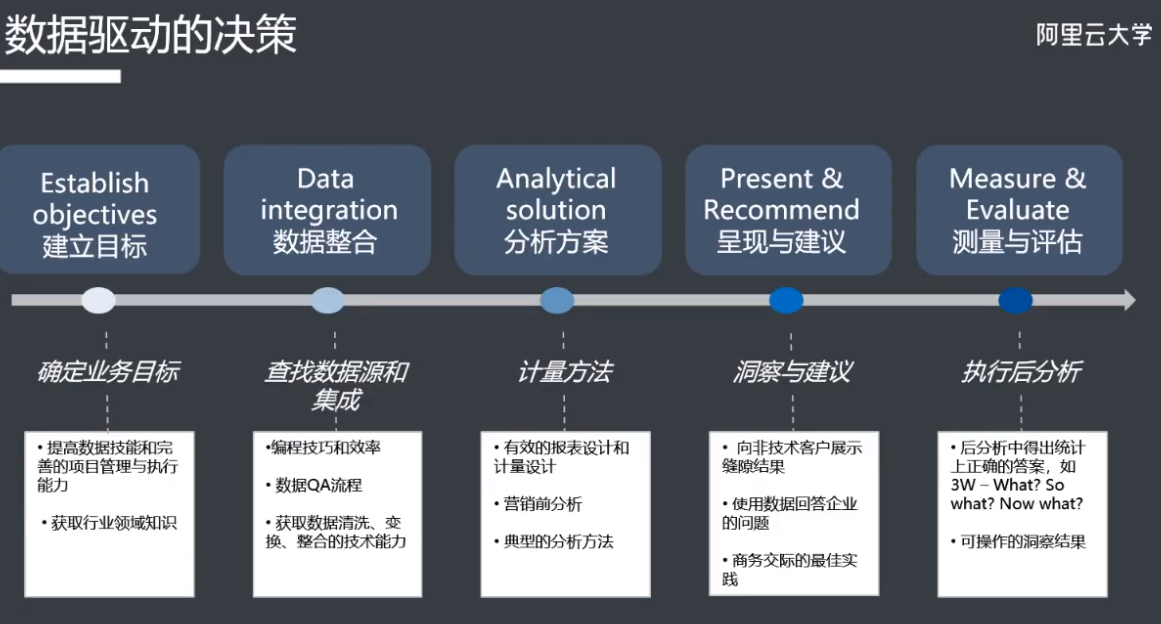 数据驱动的决策
阿里云大学
Establish
objectives
建立目标
Data
integration
数据整合
Analytical
solution
分析方案
Present &
Recommend
呈现与建议
Measure &
Evaluate
测量与评估
确定业务目标
查找数据源和
集成
计量方法
洞察与建议
执行后分析
• 提高数据技能和完
善的项目管理与执行
能力
• 获取行业领域知识
•编程技巧和效率
• 数据QA流程
• 获取数据清洗、变
换、整合的技术能力
• 有效的报表设计和
计量设计
• 营销前分析
• 典型的分析方法
• 向非技术客户展示
缝隙结果
• 使用数据回答企业
的问题
• 商务交际的最佳实
践
• 后分析中得出统计
上正确的答案，如
3W – What? So
what? Now what?
• 可操作的洞察结果